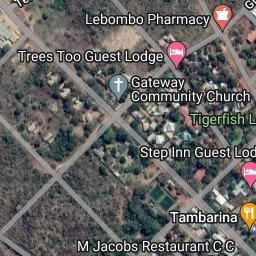 Lebombo Pharmacy
Trees Too Guest Lodge
Gateway
Community Church
Tigerfish L
Step Inn Guest Lod
Tambarina
M Jacobs Restaurant C C